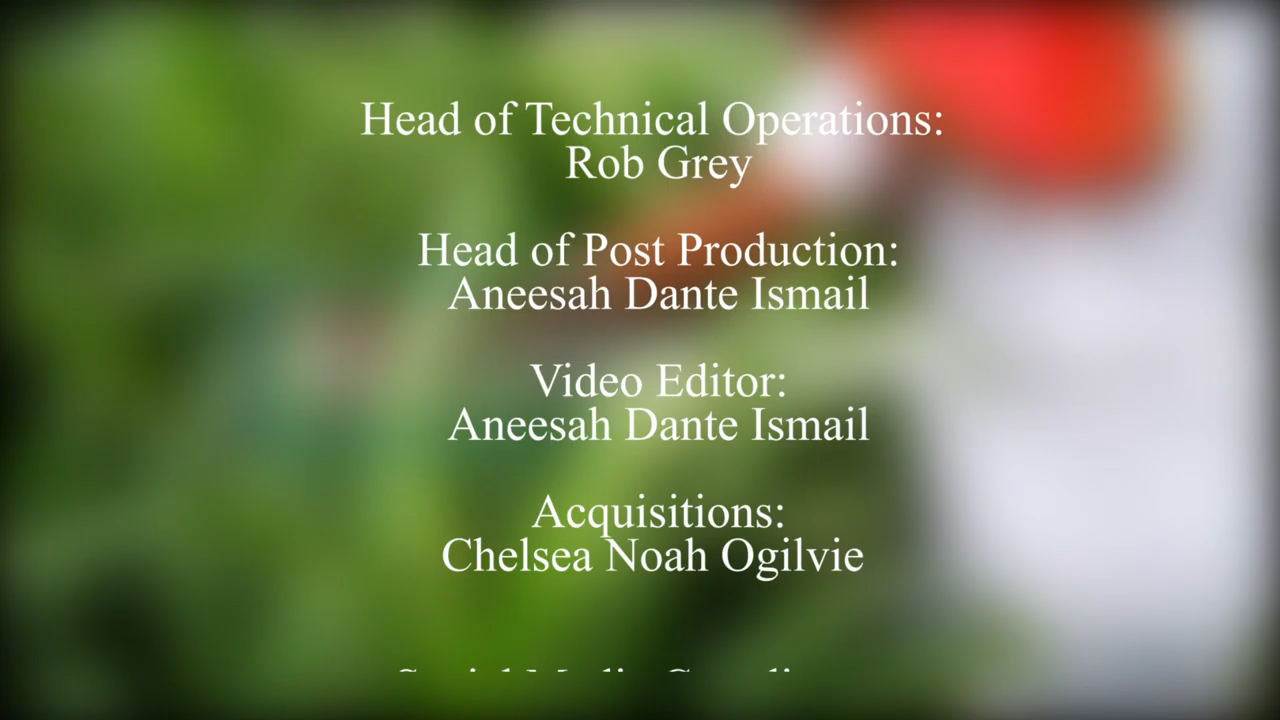 Head of Technical Operations:
Rob Grey
Head of Post Production:
Aneesah Dante Ismail
Video Editor:
Aneesah Dante Ismail
Acquisitions:
Chelsea Noah Ogilvie